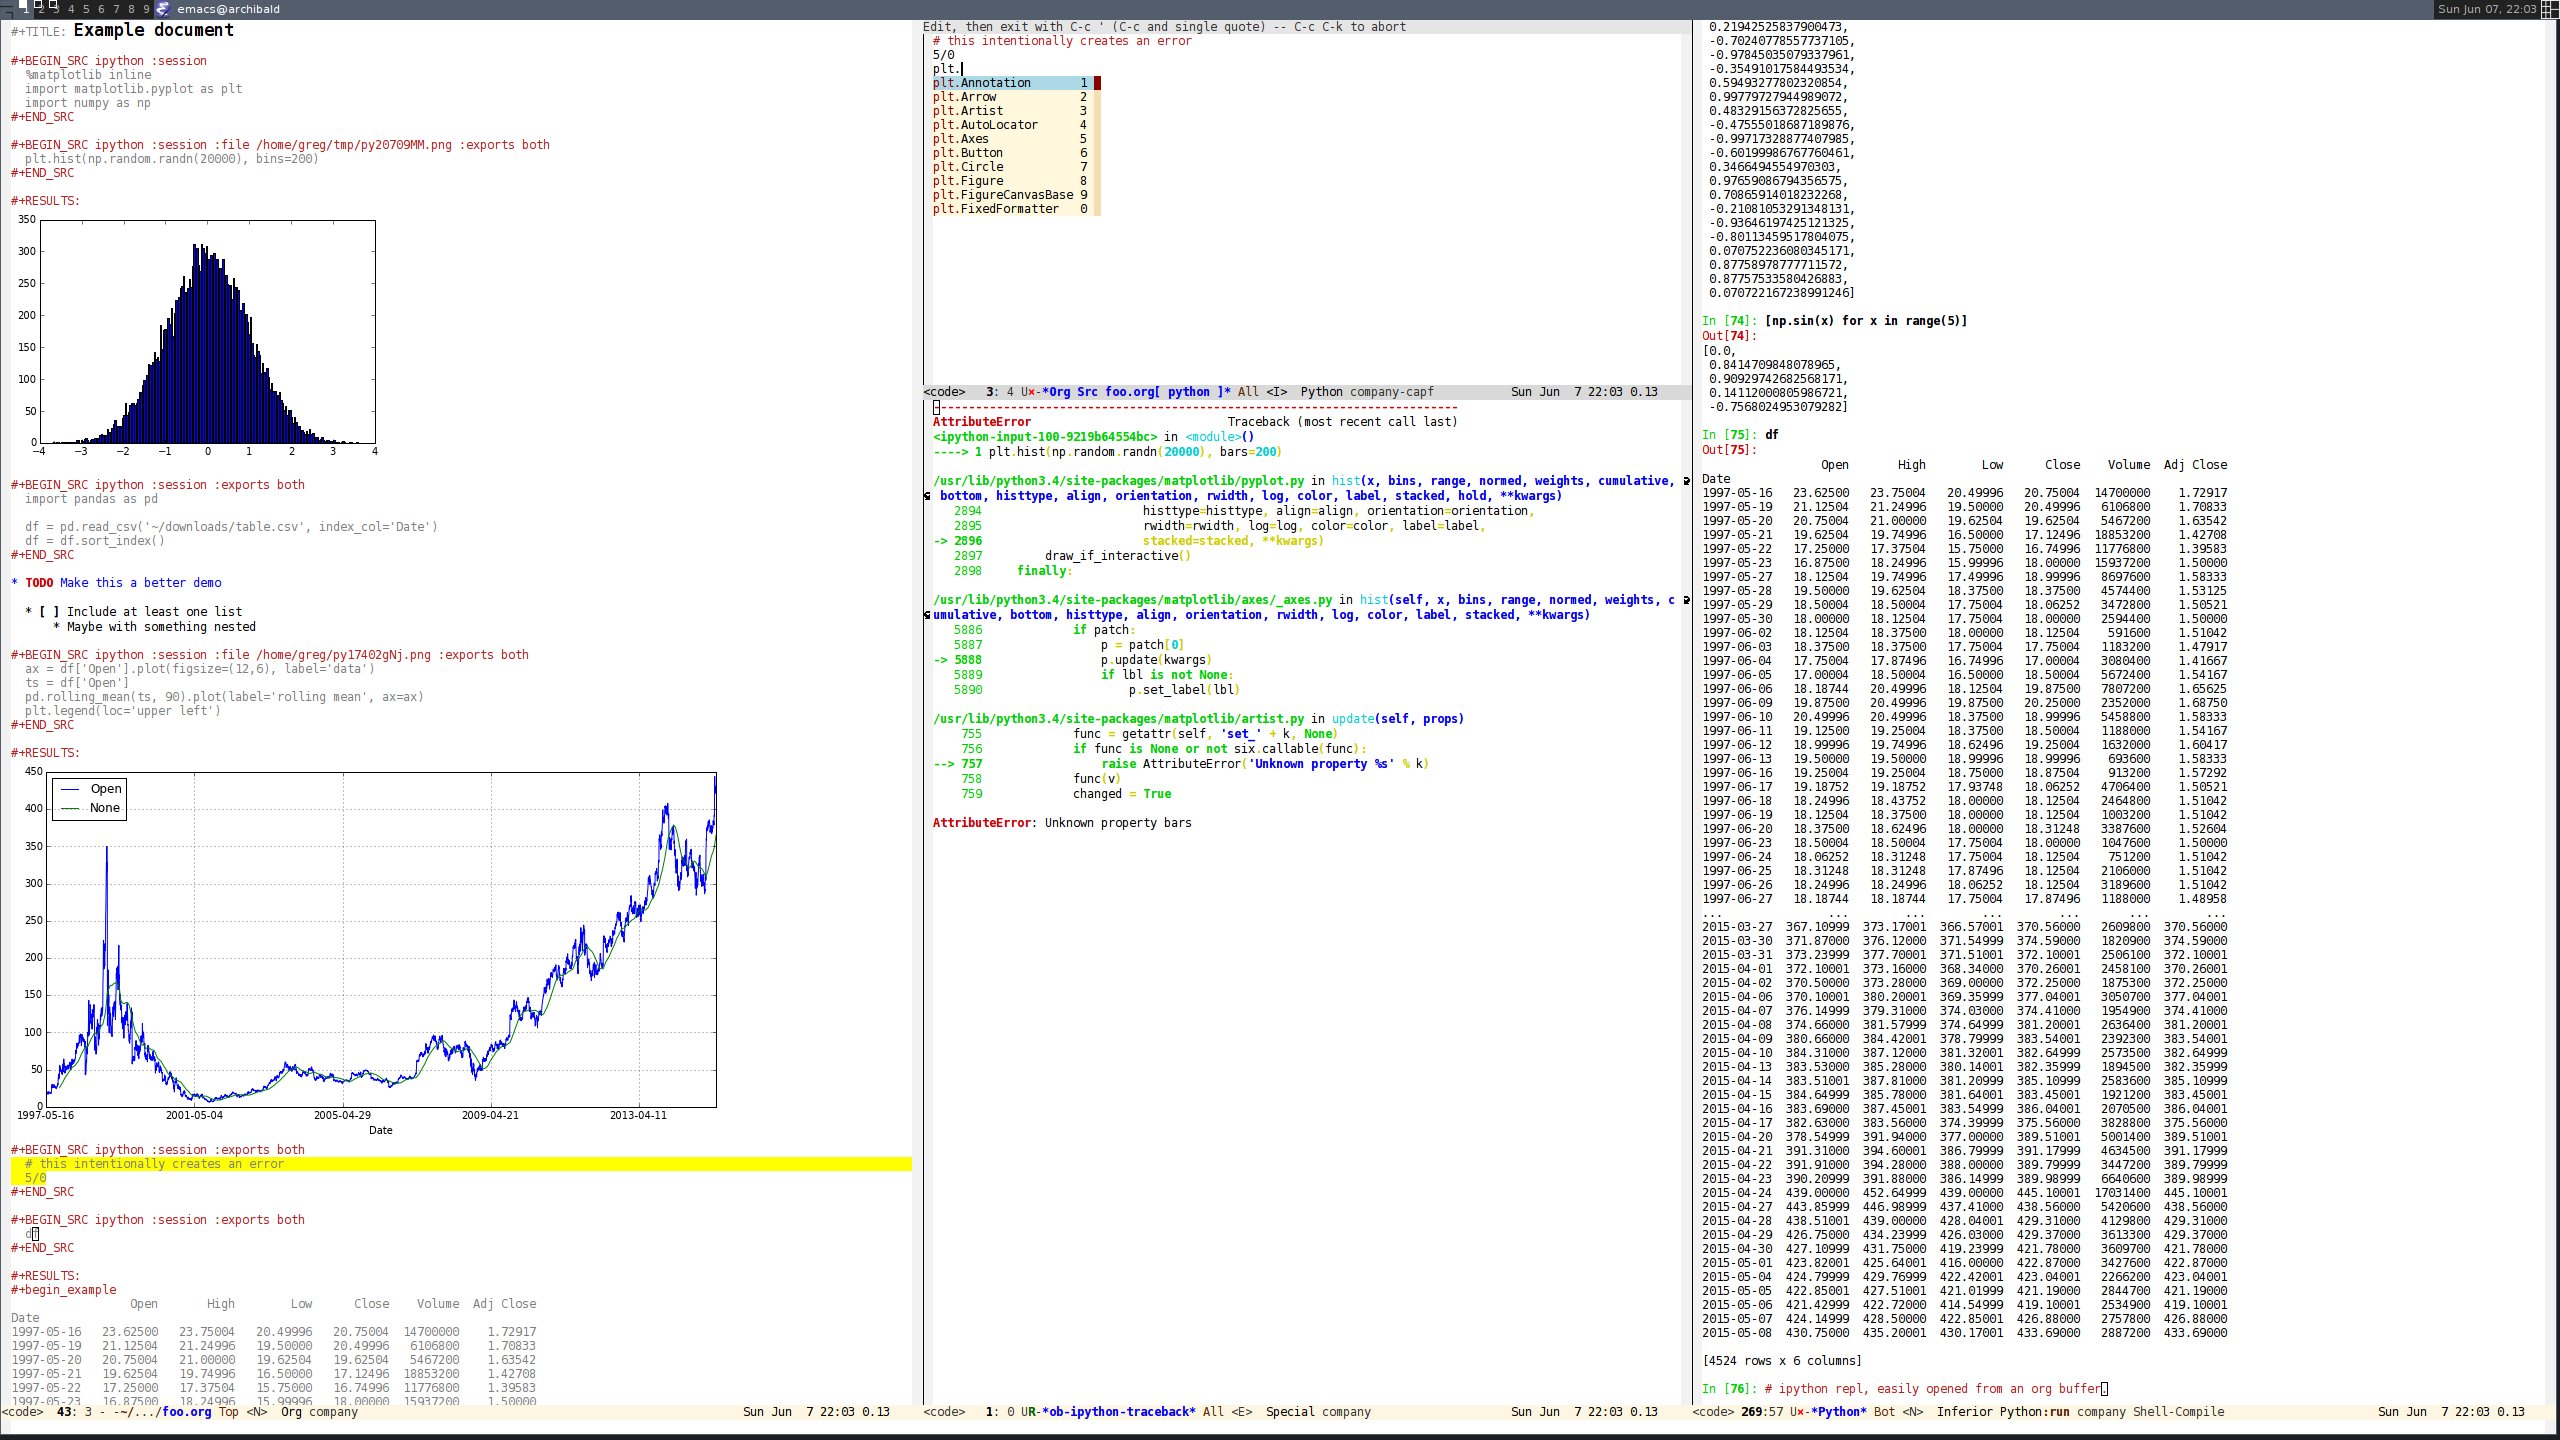 1 2 3 4 5 6 7 8 9 emacs@archibald
Sun Jun 07, 22:03
#+TITLE: Example document
#+BEGIN_SRC ipython :session
%matplotlib inline
import matplotlib.pyplot as plt
import numpy as np
#+END_SRC
#+BEGIN_SRC ipython :session :file /home/greg/tmp/py20709MM.png :exports both
plt.hist(np.random.randn(20000), bins=200)
#+END_SRC
#+RESULTS:
350
300
250
200
150
100
50
0
−4 −3 −2 −1 0 1 2 3 4
#+BEGIN_SRC ipython :session :exports both
import pandas as pd
df = pd.read_csv('~/downloads/table.csv', index_col='Date')
df = df.sort_index()
#+END_SRC
* TODO Make this a better demo
* [ ] Include at least one list
* Maybe with something nested
#+BEGIN_SRC ipython :session :file /home/greg/py17402gNj.png :exports both
ax = df['Open'].plot(figsize=(12,6), label='data')
ts = df['Open']
pd.rolling_mean(ts, 90).plot(label='rolling mean', ax=ax)
plt.legend(loc='upper left')
#+END_SRC
#+RESULTS:
450
400
350
300
250
200
150
100
50
0
Open
None
1997-05-16 2001-05-04 2005-04-29 2009-04-21 2013-04-11
Date
#+BEGIN_SRC ipython :session :exports both
# this intentionally creates an error
5/0
#+END_SRC
#+BEGIN_SRC ipython :session :exports both
df
#+END_SRC
#+RESULTS:
#+begin_example
Open High Low Close Volume Adj Close
Date
1997-05-16 23.62500 23.75004 20.49996 20.75004 14700000 1.72917
1997-05-19 21.12504 21.24996 19.50000 20.49996 6106800 1.70833
1997-05-20 20.75004 21.00000 19.62504 19.62504 5467200 1.63542
1997-05-21 19.62504 19.74996 16.50000 17.12496 18853200 1.42708
1997-05-22 17.25000 17.37504 15.75000 16.74996 11776800 1.39583
1997-05-23 16.87500 18.24996 15.99996 18.00000 15937200 1.50000
<code> 43: 3 - -~/.../foo.org Top <N> Org company Sun Jun 7 22:03 0.13
Edit, then exit with C-c ' (C-c and single quote) -- C-c C-k to abort
# this intentionally creates an error
5/0
plt.
plt.Annotation 1
plt.Arrow 2
plt.Artist 3
plt.AutoLocator 4
plt.Axes 5
plt.Button 6
plt.Circle 7
plt.Figure 8
plt.FigureCanvasBase 9
plt.FixedFormatter 0
<code> 3: 4 U×-*Org Src foo.org[ python ]* All <I> Python company-capf Sun Jun 7 22:03 0.13
---------------------------------------------------------------------------
AttributeError Traceback (most recent call last)
<ipython-input-100-9219b64554bc> in <module>()
----> 1 plt.hist(np.random.randn(20000), bars=200)
/usr/lib/python3.4/site-packages/matplotlib/pyplot.py in hist(x, bins, range, normed, weights, cumulative,
bottom, histtype, align, orientation, rwidth, log, color, label, stacked, hold, **kwargs)
2894 histtype=histtype, align=align, orientation=orientation,
2895 rwidth=rwidth, log=log, color=color, label=label,
-> 2896 stacked=stacked, **kwargs)
2897 draw_if_interactive()
2898 finally:
/usr/lib/python3.4/site-packages/matplotlib/axes/_axes.py in hist(self, x, bins, range, normed, weights, c
umulative, bottom, histtype, align, orientation, rwidth, log, color, label, stacked, **kwargs)
5886 if patch:
5887 p = patch[0]
-> 5888 p.update(kwargs)
5889 if lbl is not None:
5890 p.set_label(lbl)
/usr/lib/python3.4/site-packages/matplotlib/artist.py in update(self, props)
755 func = getattr(self, 'set_' + k, None)
756 if func is None or not six.callable(func):
--> 757 raise AttributeError('Unknown property %s' % k)
758 func(v)
759 changed = True
AttributeError: Unknown property bars
<code> 1: 0 UR-*ob-ipython-traceback* All <E> Special company Sun Jun 7 22:03 0.13
0.21942525837900473,
-0.70240778557737105,
-0.97845035079337961,
-0.35491017584493534,
0.59493277802320854,
0.99779727944989072,
0.48329156372825655,
-0.47555018687189876,
-0.99717328877407985,
-0.60199986767760461,
0.3466494554970303,
0.97659086794356575,
0.70865914018232268,
-0.21081053291348131,
-0.93646197425121325,
-0.80113459517804075,
0.070752236080345171,
0.87758978777711572,
0.87757533580426883,
0.070722167238991246]
In [74]: [np.sin(x) for x in range(5)]
Out[74]:
[0.0,
0.8414709848078965,
0.90929742682568171,
0.14112000805986721,
-0.7568024953079282]
In [75]: df
Out[75]:
Open High Low Close Volume Adj Close
Date
1997-05-16 23.62500 23.75004 20.49996 20.75004 14700000 1.72917
1997-05-19 21.12504 21.24996 19.50000 20.49996 6106800 1.70833
1997-05-20 20.75004 21.00000 19.62504 19.62504 5467200 1.63542
1997-05-21 19.62504 19.74996 16.50000 17.12496 18853200 1.42708
1997-05-22 17.25000 17.37504 15.75000 16.74996 11776800 1.39583
1997-05-23 16.87500 18.24996 15.99996 18.00000 15937200 1.50000
1997-05-27 18.12504 19.74996 17.49996 18.99996 8697600 1.58333
1997-05-28 19.50000 19.62504 18.37500 18.37500 4574400 1.53125
1997-05-29 18.50004 18.50004 17.75004 18.06252 3472800 1.50521
1997-05-30 18.00000 18.12504 17.75004 18.00000 2594400 1.50000
1997-06-02 18.12504 18.37500 18.00000 18.12504 591600 1.51042
1997-06-03 18.37500 18.37500 17.75004 17.75004 1183200 1.47917
1997-06-04 17.75004 17.87496 16.74996 17.00004 3080400 1.41667
1997-06-05 17.00004 18.50004 16.50000 18.50004 5672400 1.54167
1997-06-06 18.18744 20.49996 18.12504 19.87500 7807200 1.65625
1997-06-09 19.87500 20.49996 19.87500 20.25000 2352000 1.68750
1997-06-10 20.49996 20.49996 18.37500 18.99996 5458800 1.58333
1997-06-11 19.12500 19.25004 18.37500 18.50004 1188000 1.54167
1997-06-12 18.99996 19.74996 18.62496 19.25004 1632000 1.60417
1997-06-13 19.50000 19.50000 18.99996 18.99996 693600 1.58333
1997-06-16 19.25004 19.25004 18.75000 18.87504 913200 1.57292
1997-06-17 19.18752 19.18752 17.93748 18.06252 4706400 1.50521
1997-06-18 18.24996 18.43752 18.00000 18.12504 2464800 1.51042
1997-06-19 18.12504 18.37500 18.00000 18.12504 1003200 1.51042
1997-06-20 18.37500 18.62496 18.00000 18.31248 3387600 1.52604
1997-06-23 18.50004 18.50004 17.75004 18.00000 1047600 1.50000
1997-06-24 18.06252 18.31248 17.75004 18.12504 751200 1.51042
1997-06-25 18.31248 18.31248 17.87496 18.12504 2106000 1.51042
1997-06-26 18.24996 18.24996 18.06252 18.12504 3189600 1.51042
1997-06-27 18.18744 18.18744 17.75004 17.87496 1188000 1.48958
... ... ... ... ... ... ...
2015-03-27 367.10999 373.17001 366.57001 370.56000 2609800 370.56000
2015-03-30 371.87000 376.12000 371.54999 374.59000 1820900 374.59000
2015-03-31 373.23999 377.70001 371.51001 372.10001 2506100 372.10001
2015-04-01 372.10001 373.16000 368.34000 370.26001 2458100 370.26001
2015-04-02 370.50000 373.28000 369.00000 372.25000 1875300 372.25000
2015-04-06 370.10001 380.20001 369.35999 377.04001 3050700 377.04001
2015-04-07 376.14999 379.31000 374.03000 374.41000 1954900 374.41000
2015-04-08 374.66000 381.57999 374.64999 381.20001 2636400 381.20001
2015-04-09 380.66000 384.42001 378.79999 383.54001 2392300 383.54001
2015-04-10 384.31000 387.12000 381.32001 382.64999 2573500 382.64999
2015-04-13 383.53000 385.28000 380.14001 382.35999 1894500 382.35999
2015-04-14 383.51001 387.81000 381.20999 385.10999 2583600 385.10999
2015-04-15 384.64999 385.78000 381.64001 383.45001 1921200 383.45001
2015-04-16 383.69000 387.45001 383.54999 386.04001 2070500 386.04001
2015-04-17 382.63000 383.56000 374.39999 375.56000 3828800 375.56000
2015-04-20 378.54999 391.94000 377.00000 389.51001 5001400 389.51001
2015-04-21 391.31000 394.60001 386.79999 391.17999 4634500 391.17999
2015-04-22 391.91000 394.28000 388.00000 389.79999 3447200 389.79999
2015-04-23 390.20999 391.88000 386.14999 389.98999 6640600 389.98999
2015-04-24 439.00000 452.64999 439.00000 445.10001 17031400 445.10001
2015-04-27 443.85999 446.98999 437.41000 438.56000 5420600 438.56000
2015-04-28 438.51001 439.00000 428.04001 429.31000 4129800 429.31000
2015-04-29 426.75000 434.23999 426.03000 429.37000 3613300 429.37000
2015-04-30 427.10999 431.75000 419.23999 421.78000 3609700 421.78000
2015-05-01 423.82001 425.64001 416.00000 422.87000 3427600 422.87000
2015-05-04 424.79999 429.76999 422.42001 423.04001 2266200 423.04001
2015-05-05 422.85001 427.51001 421.01999 421.19000 2844700 421.19000
2015-05-06 421.42999 422.72000 414.54999 419.10001 2534900 419.10001
2015-05-07 424.14999 428.50000 422.85001 426.88000 2757800 426.88000
2015-05-08 430.75000 435.20001 430.17001 433.69000 2887200 433.69000
[4524 rows x 6 columns]
In [76]: # ipython repl, easily opened from an org buffer.
<code> 269:57 U×-*Python* Bot <N> Inferior Python:run company Shell-Compile Sun Jun 7 22:03 0.13